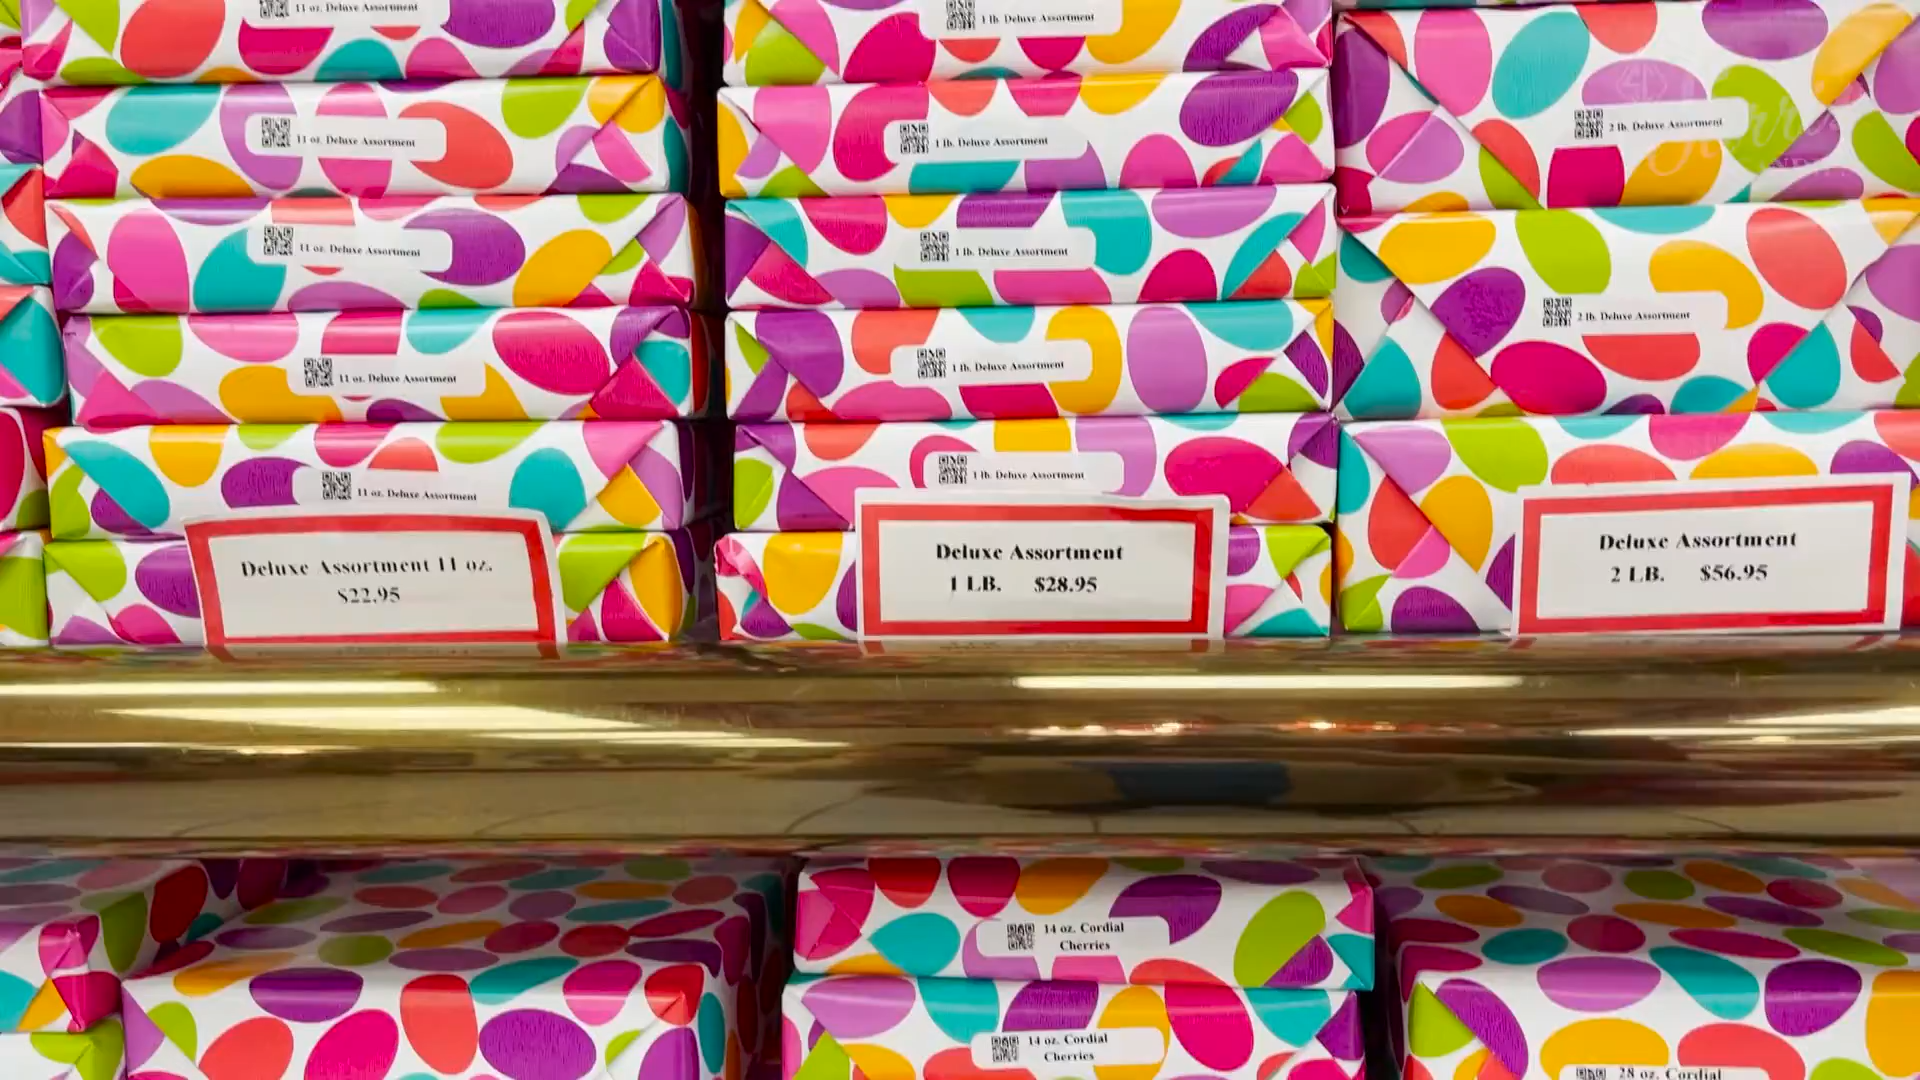 11 oz. Deluxe Assortment
1 lb. Deluxe Assortment
11 oz. Deluxe Assortment
1 lb. Deluxe Assortment
2 lb. Deluxe Assortment
11 oz. Deluxe Assortment
1 lb. Deluxe Assortment
2 lb. Deluxe Assortment
11 oz. Deluxe Assortment
1 lb. Deluxe Assortment
11 oz. Deluxe Assortment
1 lb. Deluxe Assortment
Deluxe Assortment 11 oz.
$22.95
Deluxe Assortment
1 LB. $28.95
Deluxe Assortment
2 LB. $56.95
14 oz. Cordial
Cherries
14 oz. Cordial
Cherries
28 oz. Cordial